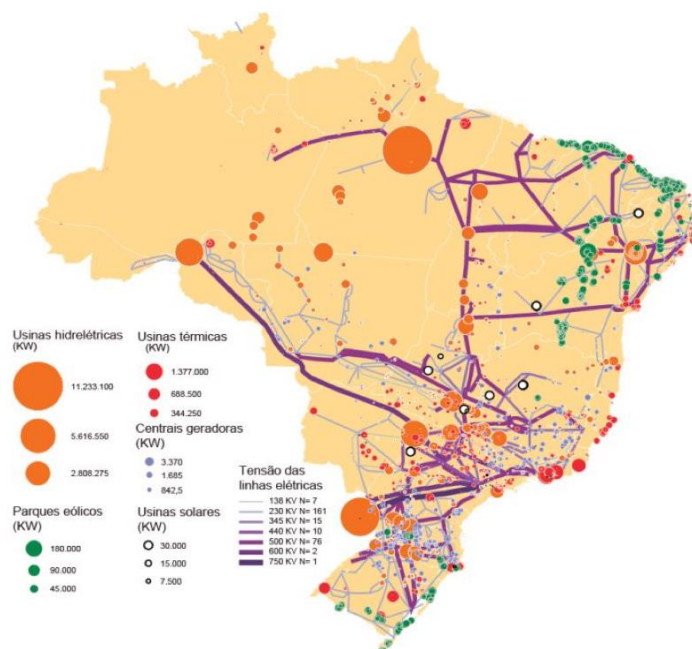 Usinas hidrelétricas
(KW)
11.233.100
5.616.550
2.808.275
Parques eólicos
(KW)
180.000
90.000
45.000
Usinas térmicas
(KW)
1.377.000
688.500
344.250
Centrais geradoras
(KW)
3.370
1.685
842,5
Usinas solares
(KW)
30.000
15.000
7.500
Tensão das
linhas elétricas
138 KV N= 7
230 KV N= 161
345 KV N= 15
440 KV N= 10
500 KV N= 76
600 KV N= 2
750 KV N= 1